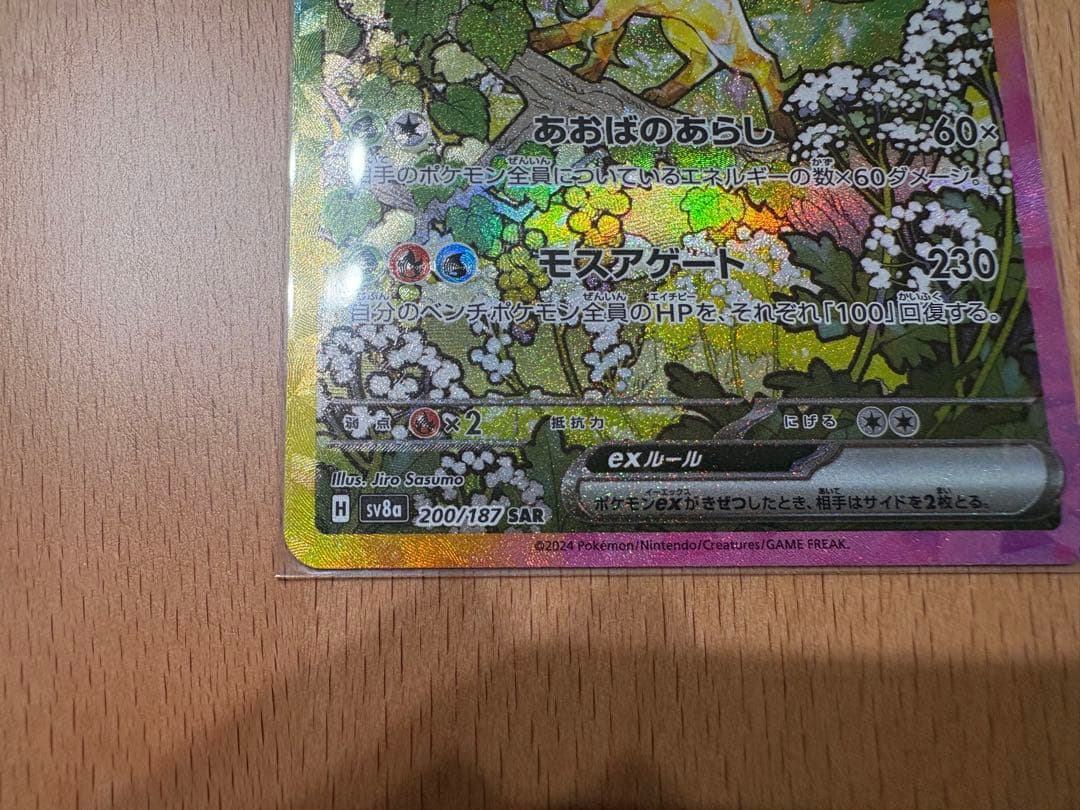 あおばのあらし 60×
相手のポケモン全員についているエネルギーの数×60ダメージ。
モスアゲート 230
自分のベンチポケモン全員のHPを、それぞれ「100」回復する。
弱点 ×2 抵抗力 にげる
exルール
ポケモンexがきぜつしたとき、相手はサイドを2枚とる。
Illus. Jiro Sasumo
H sv8a 200/187 SAR
©2024 Pokémon/Nintendo/Creatures/GAME FREAK.